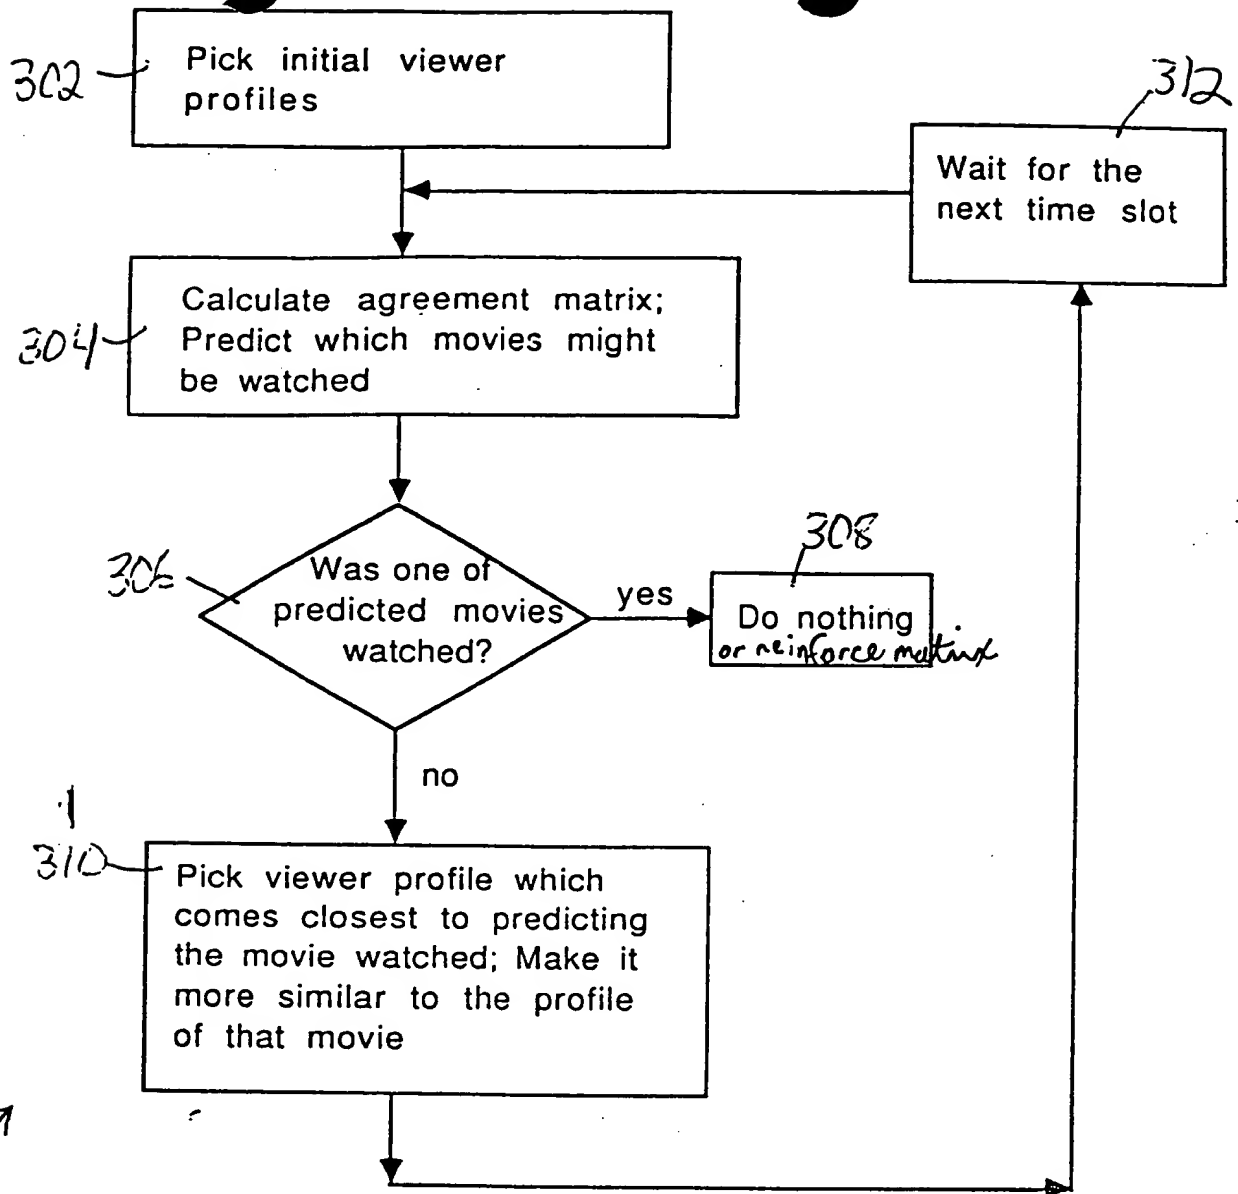 302
Pick initial viewer
profiles
312
Wait for the
next time slot
304
Calculate agreement matrix;
Predict which movies might
be watched
306
Was one of
predicted movies
watched?
yes
308
Do nothing
or reinforce matrix
no
310
Pick viewer profile which
comes closest to predicting
the movie watched; Make it
more similar to the profile
of that movie